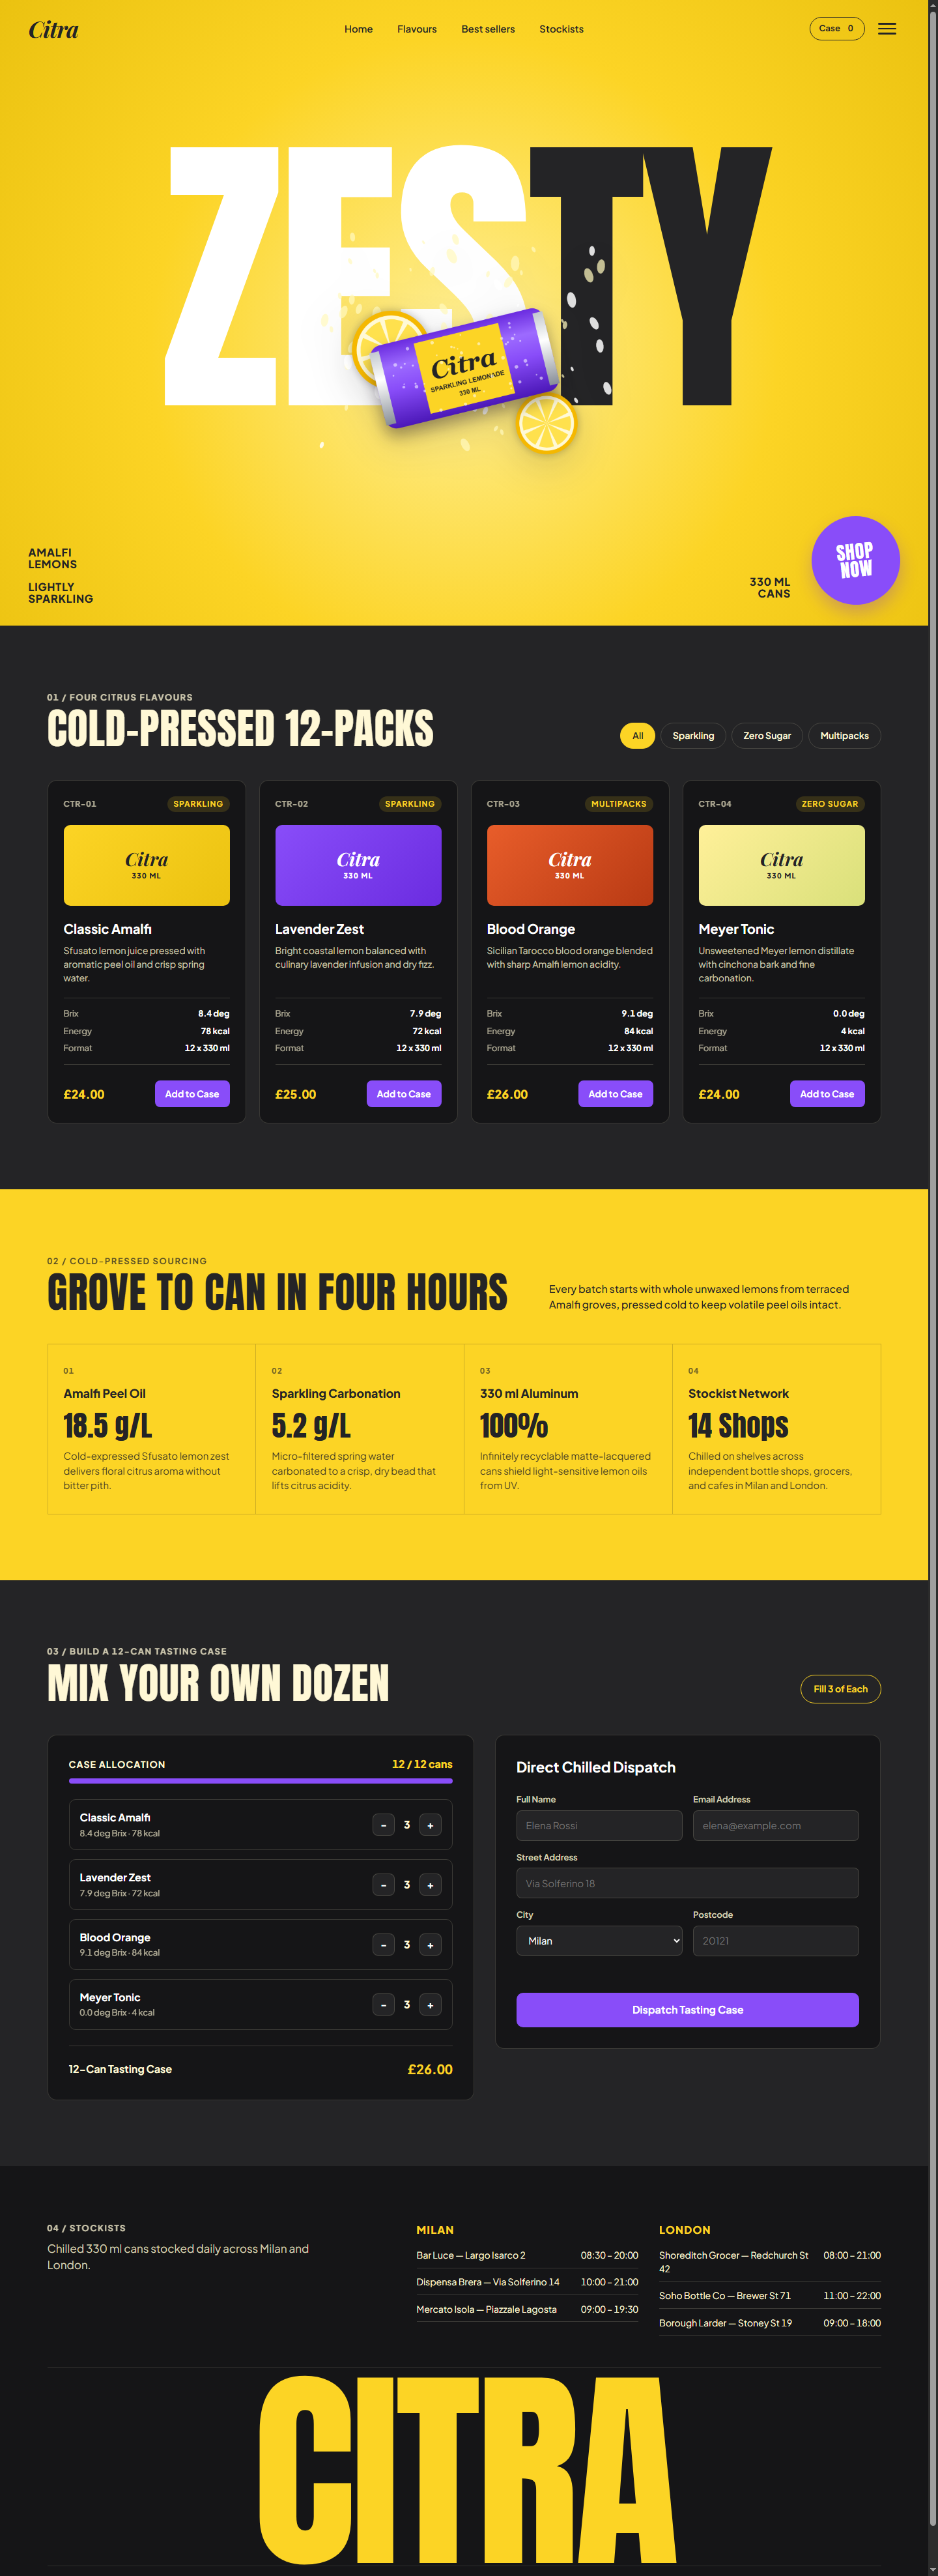 Citra
Home
Flavours
Best sellers
Stockists
Case 0
ZESTY
Citra
SPARKLING LEMONADE
330 ML
AMALFI
LEMONS
LIGHTLY
SPARKLING
330 ML
CANS
SHOP
NOW
01 / FOUR CITRUS FLAVOURS
COLD-PRESSED 12-PACKS
All
Sparkling
Zero Sugar
Multipacks
CTR-01
SPARKLING
Citra
330 ML
Classic Amalfi
Sfusato lemon juice pressed with
aromatic peel oil and crisp spring
water.
Brix 8.4 deg
Energy 78 kcal
Format 12 x 330 ml
£24.00
Add to Case
CTR-02
SPARKLING
Citra
330 ML
Lavender Zest
Bright coastal lemon balanced with
culinary lavender infusion and dry fizz.
Brix 7.9 deg
Energy 72 kcal
Format 12 x 330 ml
£25.00
Add to Case
CTR-03
MULTIPACKS
Citra
330 ML
Blood Orange
Sicilian Tarocco blood orange blended
with sharp Amalfi lemon acidity.
Brix 9.1 deg
Energy 84 kcal
Format 12 x 330 ml
£26.00
Add to Case
CTR-04
ZERO SUGAR
Citra
330 ML
Meyer Tonic
Unsweetened Meyer lemon distillate
with cinchona bark and fine
carbonation.
Brix 0.0 deg
Energy 4 kcal
Format 12 x 330 ml
£24.00
Add to Case
02 / COLD-PRESSED SOURCING
GROVE TO CAN IN FOUR HOURS
Every batch starts with whole unwaxed lemons from terraced
Amalfi groves, pressed cold to keep volatile peel oils intact.
01
Amalfi Peel Oil
18.5 g/L
Cold-expressed Sfusato lemon zest
delivers floral citrus aroma without
bitter pith.
02
Sparkling Carbonation
5.2 g/L
Micro-filtered spring water
carbonated to a crisp, dry bead that
lifts citrus acidity.
03
330 ml Aluminum
100%
Infinitely recyclable matte-lacquered
cans shield light-sensitive lemon oils
from UV.
04
Stockist Network
14 Shops
Chilled on shelves across
independent bottle shops, grocers,
and cafes in Milan and London.
03 / BUILD A 12-CAN TASTING CASE
MIX YOUR OWN DOZEN
Fill 3 of Each
CASE ALLOCATION
12 / 12 cans
Classic Amalfi
8.4 deg Brix · 78 kcal
- 3 +
Lavender Zest
7.9 deg Brix · 72 kcal
- 3 +
Blood Orange
9.1 deg Brix · 84 kcal
- 3 +
Meyer Tonic
0.0 deg Brix · 4 kcal
- 3 +
12-Can Tasting Case
£26.00
Direct Chilled Dispatch
Full Name
Elena Rossi
Email Address
elena@example.com
Street Address
Via Solferino 18
City
Milan
Postcode
20121
Dispatch Tasting Case
04 / STOCKISTS
Chilled 330 ml cans stocked daily across Milan and
London.
MILAN
Bar Luce — Largo Isarco 2 08:30 – 20:00
Dispensa Brera — Via Solferino 14 10:00 – 21:00
Mercato Isola — Piazzale Lagosta 09:00 – 19:30
LONDON
Shoreditch Grocer — Redchurch St 08:00 – 21:00
42
Soho Bottle Co — Brewer St 71 11:00 – 22:00
Borough Larder — Stoney St 19 09:00 – 18:00
CITRA